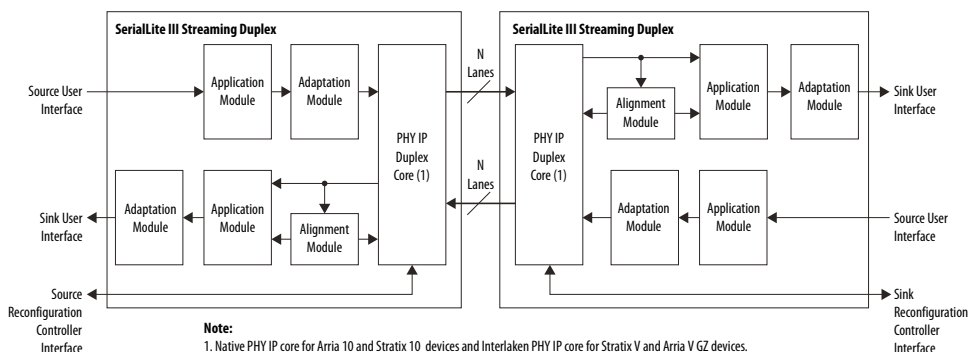 SerialLite III Streaming Duplex
SerialLite III Streaming Duplex
Source User
Interface
Application
Module
Adaptation
Module
PHY IP
Duplex
Core (1)
N
Lanes
N
Lanes
PHY IP
Duplex
Core (1)
Alignment
Module
Application
Module
Adaptation
Module
Sink User
Interface
Sink User
Interface
Adaptation
Module
Application
Module
Alignment
Module
Adaptation
Module
Application
Module
Source User
Interface
Source
Reconfiguration
Controller
Interface
Sink
Reconfiguration
Controller
Interface
Note:
1. Native PHY IP core for Arria 10 and Stratix 10 devices and Interlaken PHY IP core for Stratix V and Arria V GZ devices.